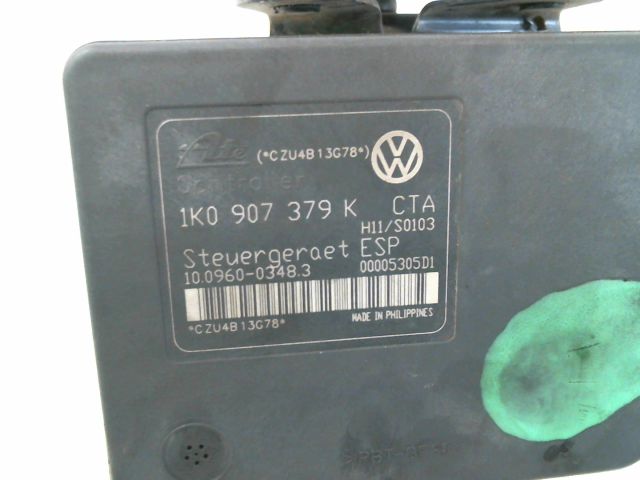 Ate (*CZU4B13G78*)
Controller
1K0 907 379 K CTA
H11/S0103
Steuergeraet ESP
10.0960-0348.3 00005305D1
*CZU4B13G78* MADE IN PHILIPPINES